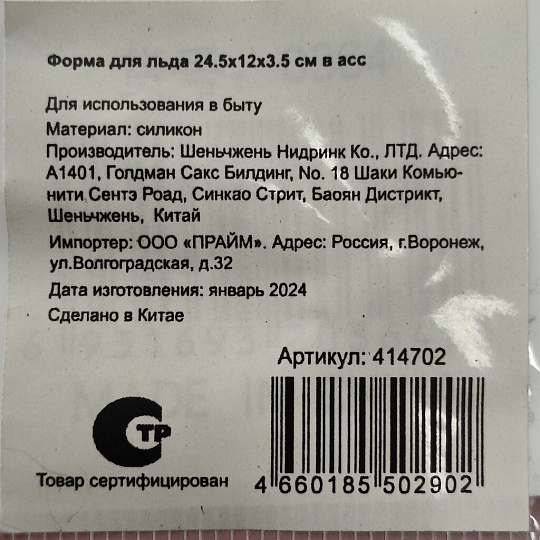 Форма для льда 24.5х12х3.5 см в асс
Для использования в быту
Материал: силикон
Производитель: Шеньчжень Нидринк Ко., ЛТД. Адрес:
А1401, Голдман Сакс Билдинг, No. 18 Шаки Комью-
нити Сентэ Роад, Синкао Стрит, Баоян Дистрикт,
Шеньчжень, Китай
Импортер: ООО «ПРАЙМ». Адрес: Россия, г.Воронеж,
ул.Волгоградская, д.32
Дата изготовления: январь 2024
Сделано в Китае
Артикул: 414702
ТР
Товар сертифицирован
4 660185 502902